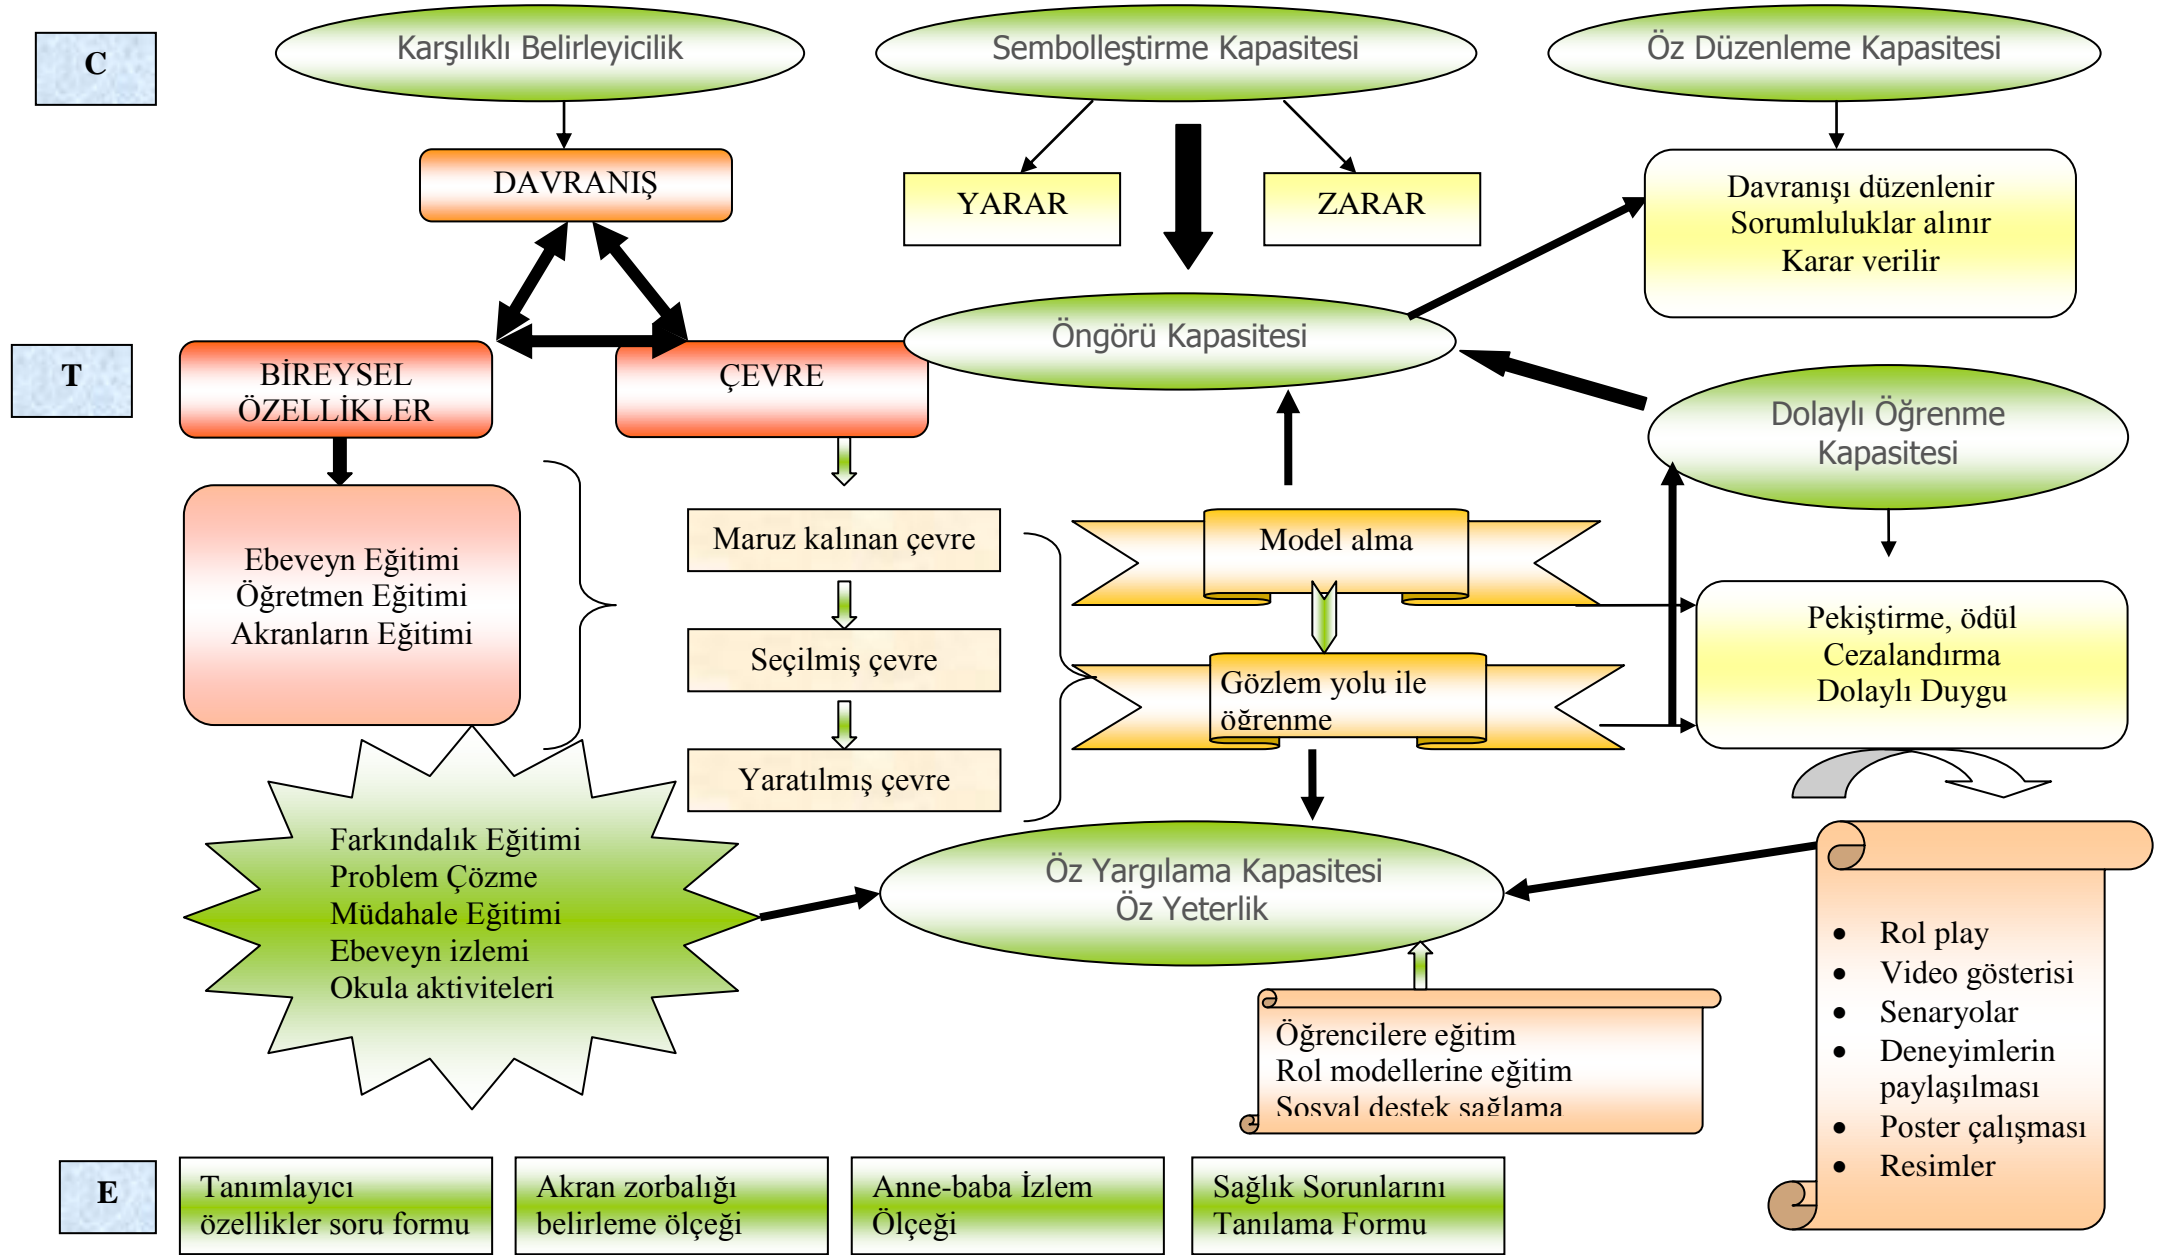 C
Karşılıklı Belirleyicilik
Sembolleştirme Kapasitesi
Öz Düzenleme Kapasitesi
DAVRANIŞ
YARAR
ZARAR
Davranışı düzenlenir
Sorumluluklar alınır
Karar verilir
T
BİREYSEL
ÖZELLİKLER
ÇEVRE
Öngörü Kapasitesi
Dolaylı Öğrenme
Kapasitesi
Ebeveyn Eğitimi
Öğretmen Eğitimi
Akranların Eğitimi
Maruz kalınan çevre
Seçilmiş çevre
Yaratılmış çevre
Model alma
Gözlem yolu ile
öğrenme
Pekiştirme, ödül
Cezalandırma
Dolaylı Duygu
Farkındalık Eğitimi
Problem Çözme
Müdahale Eğitimi
Ebeveyn izlemi
Okula aktiviteleri
Öz Yargılama Kapasitesi
Öz Yeterlik
Öğrencilere eğitim
Rol modellerine eğitim
Sosyal destek sağlama
• Rol play
• Video gösterisi
• Senaryolar
• Deneyimlerin
paylaşılması
• Poster çalışması
• Resimler
E
Tanımlayıcı
özellikler soru formu
Akran zorbalığı
belirleme ölçeği
Anne-baba İzlem
Ölçeği
Sağlık Sorunlarını
Tanılama Formu